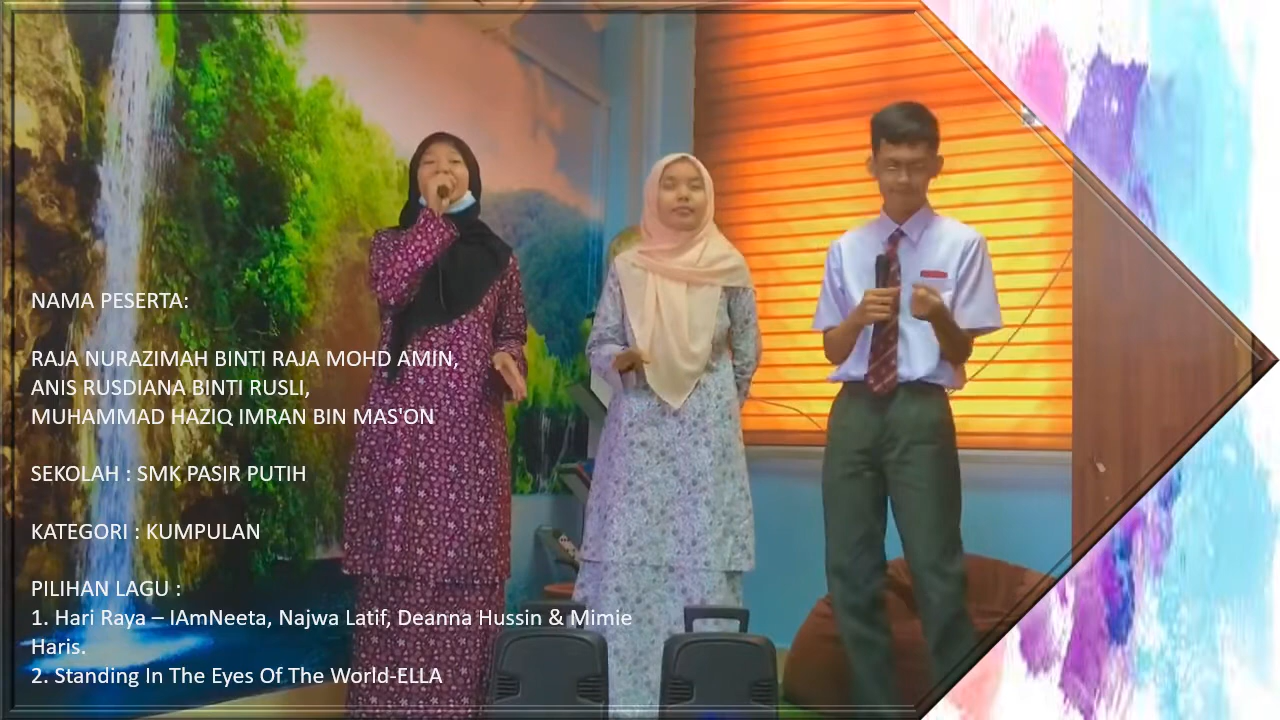 NAMA PESERTA:
RAJA NURAZIMAH BINTI RAJA MOHD AMIN,
ANIS RUSDIANA BINTI RUSLI,
MUHAMMAD HAZIQ IMRAN BIN MAS'ON
SEKOLAH : SMK PASIR PUTIH
KATEGORI : KUMPULAN
PILIHAN LAGU :
1. Hari Raya – IAmNeeta, Najwa Latif, Deanna Hussin & Mimie
Haris.
2. Standing In The Eyes Of The World-ELLA